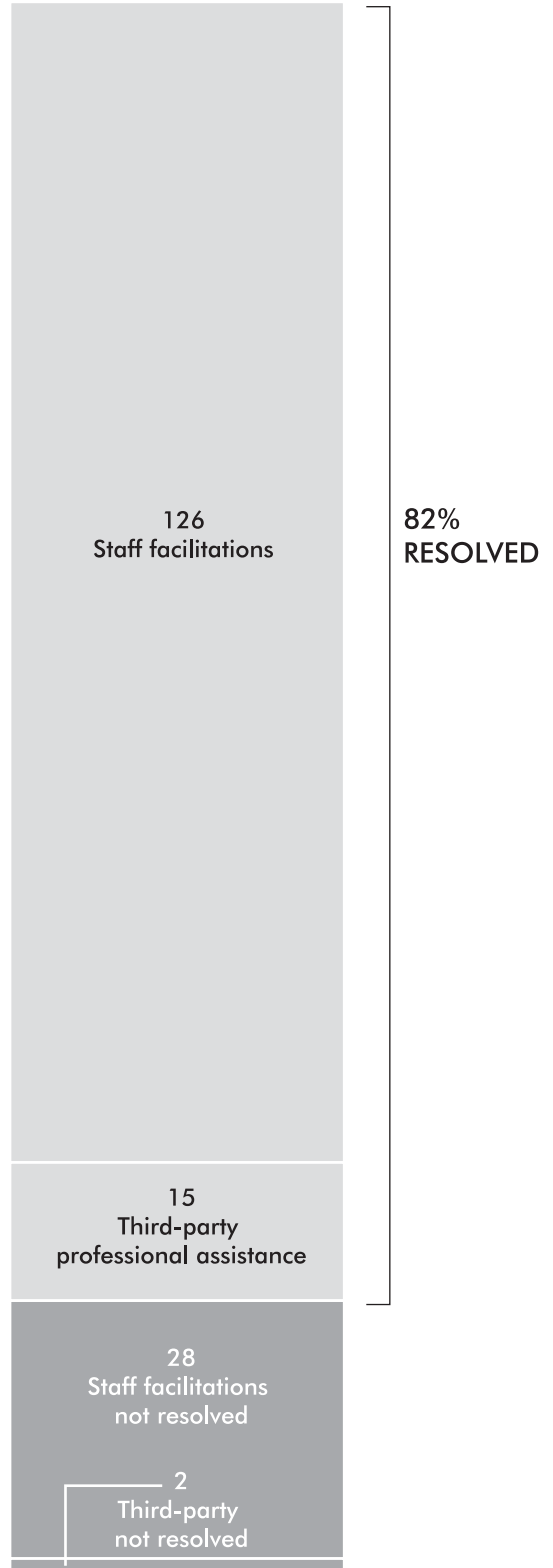 126
Staff facilitations
82%
RESOLVED
15
Third-party
professional assistance
28
Staff facilitations
not resolved
2
Third-party
not resolved